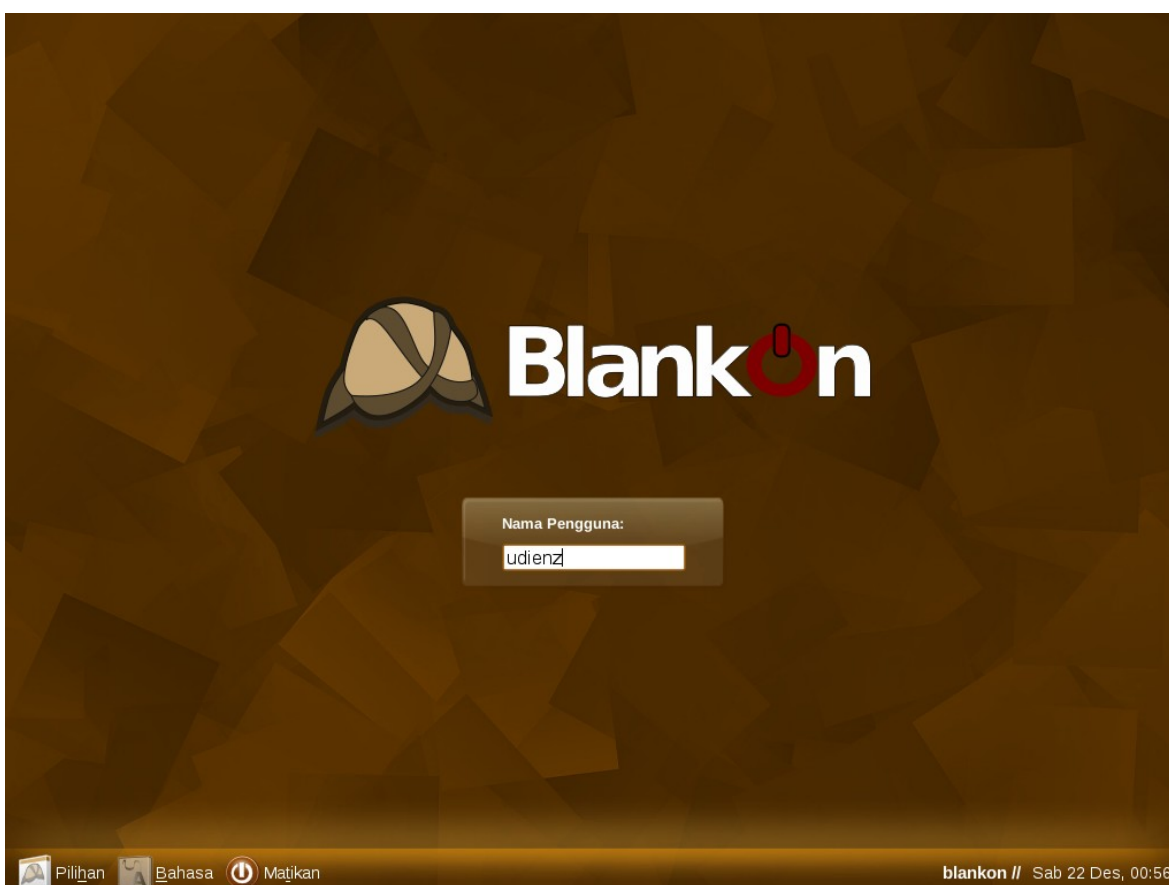 BlankOn
Nama Pengguna:
udienz
Pilihan Bahasa Matikan blankon // Sab 22 Des, 00:56